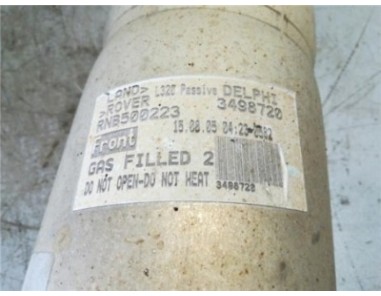 LAND> L320 Passive DELPHI
>ROVER 3498720
RNB500223 15.08.05 04:23
front
GAS FILLED 2
DO NOT OPEN-DO NOT HEAT 3498720